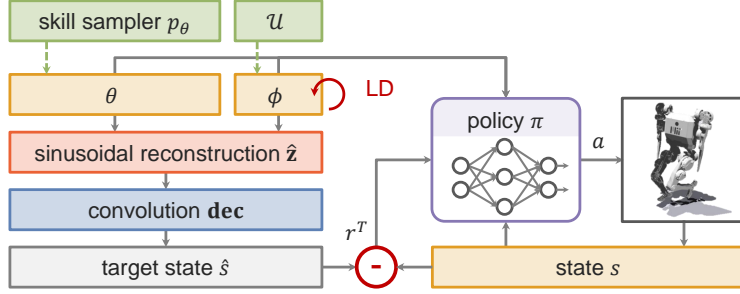 skill sampler p_θ
𝒰
θ
ϕ
LD
policy π
sinusoidal reconstruction ẑ
a
convolution dec
r^T
target state ŝ
-
state s